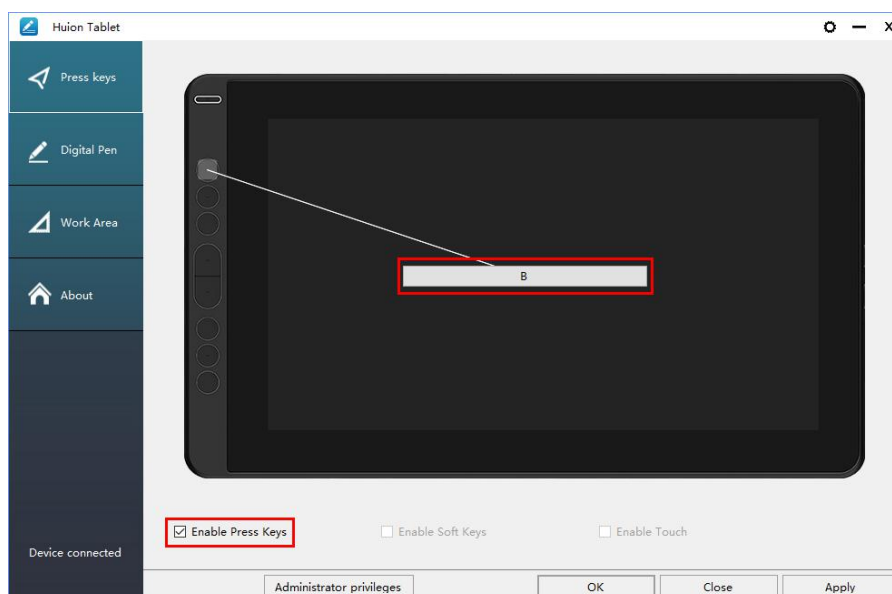 Huion Tablet
Press keys
Digital Pen
Work Area
About
B
Enable Press Keys
Enable Soft Keys
Enable Touch
Device connected
Administrator privileges
OK
Close
Apply